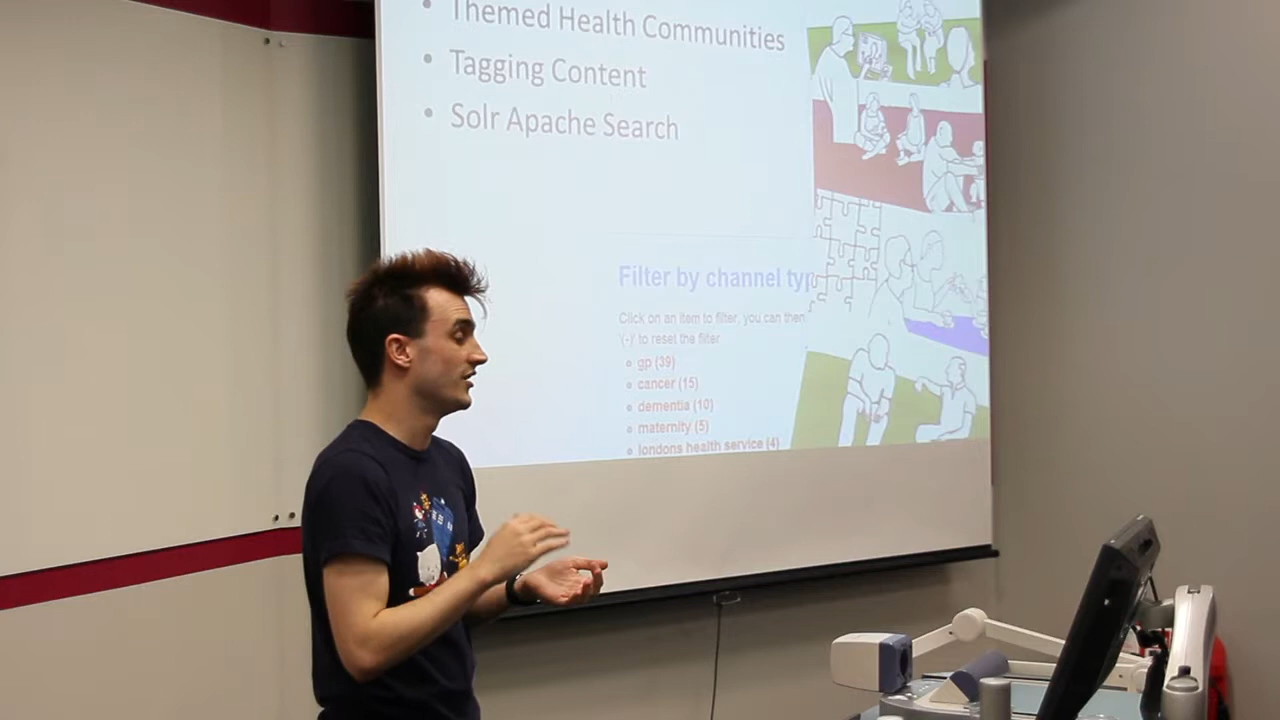 Themed Health Communities
Tagging Content
Solr Apache Search
Filter by channel typ
Click on an item to filter, you can then
'(-)' to reset the filter
gp (39)
cancer (15)
dementia (10)
maternity (5)
londons health service (4)